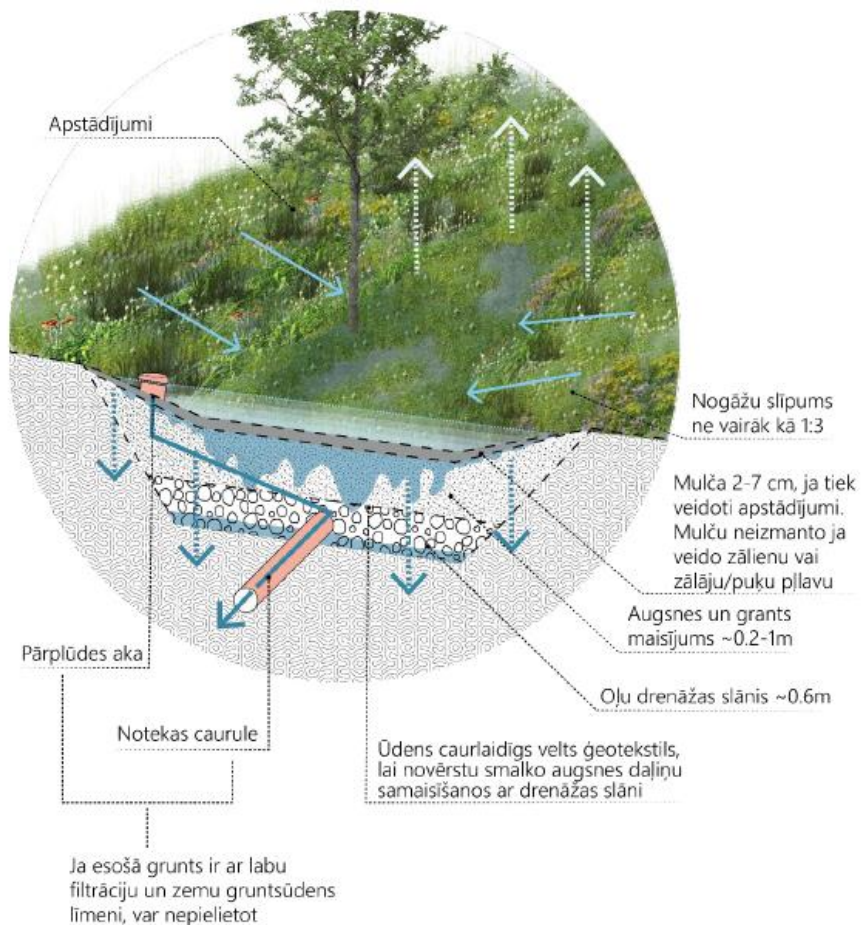 Apstādījumi
Nogāžu slīpums
ne vairāk kā 1:3
Mulča 2-7 cm, ja tiek
veidoti apstādījumi.
Mulču neizmanto ja
veido zālienu vai
zālāju/puķu pļavu
Augsnes un grants
maisījums ~0.2-1m
Pārplūdes aka
Oļu drenāžas slānis ~0.6m
Notekas caurule
Ūdens caurlaidīgs velts ģeotekstils,
lai novērstu smalko augsnes daļiņu
samaisīšanos ar drenāžas slāni
Ja esošā grunts ir ar labu
filtrāciju un zemu gruntsūdens
līmeni, var nepielietot